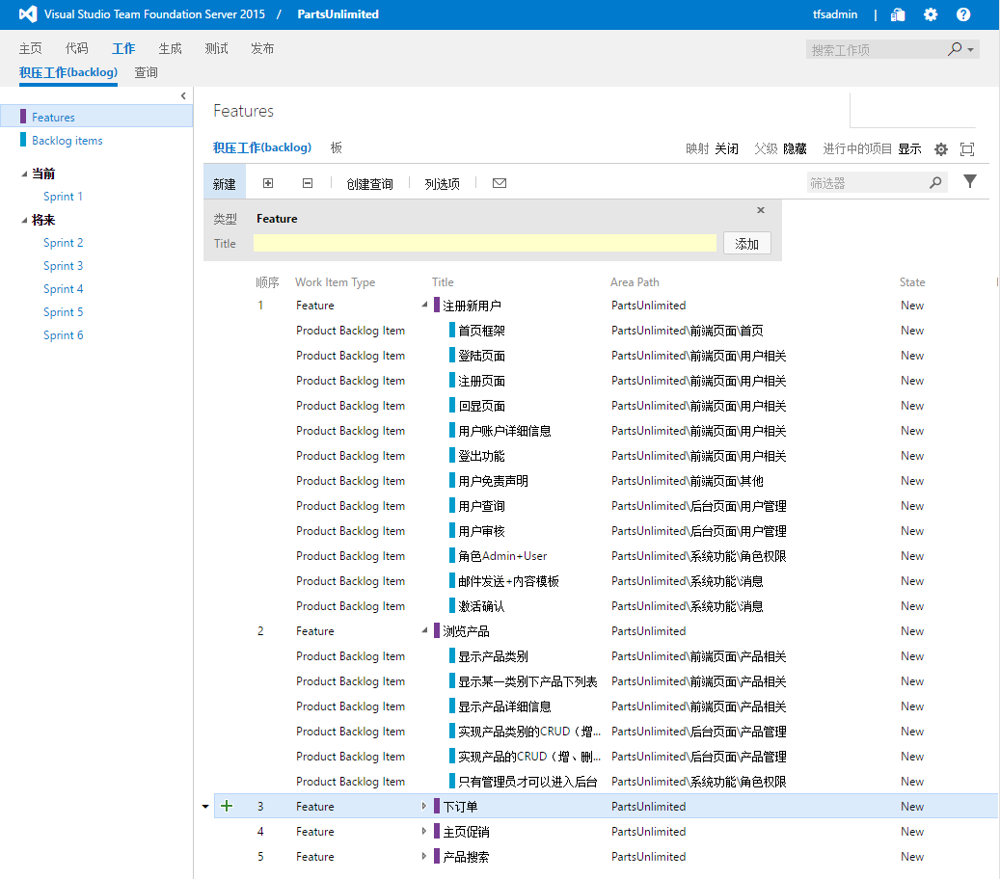 Visual Studio Team Foundation Server 2015 / PartsUnlimited tfsadmin |
主页 代码 工作 生成 测试 发布 搜索工作项
积压工作(backlog) 查询
Features
Backlog items
当前
Sprint 1
将来
Sprint 2
Sprint 3
Sprint 4
Sprint 5
Sprint 6
Features
积压工作(backlog) 板 映射 关闭 父级 隐藏 进行中的项目 显示
新建 创建查询 列选项 筛选器
类型 Feature
Title 添加
顺序 Work Item Type Title Area Path State
1 Feature 注册新用户 PartsUnlimited New
Product Backlog Item 首页框架 PartsUnlimited\前端页面\首页 New
Product Backlog Item 登陆页面 PartsUnlimited\前端页面\用户相关 New
Product Backlog Item 注册页面 PartsUnlimited\前端页面\用户相关 New
Product Backlog Item 回显页面 PartsUnlimited\前端页面\用户相关 New
Product Backlog Item 用户账户详细信息 PartsUnlimited\前端页面\用户相关 New
Product Backlog Item 登出功能 PartsUnlimited\前端页面\用户相关 New
Product Backlog Item 用户免责声明 PartsUnlimited\前端页面\其他 New
Product Backlog Item 用户查询 PartsUnlimited\后台页面\用户管理 New
Product Backlog Item 用户审核 PartsUnlimited\后台页面\用户管理 New
Product Backlog Item 角色Admin+User PartsUnlimited\系统功能\角色权限 New
Product Backlog Item 邮件发送+内容模板 PartsUnlimited\系统功能\消息 New
Product Backlog Item 激活确认 PartsUnlimited\系统功能\消息 New
2 Feature 浏览产品 PartsUnlimited New
Product Backlog Item 显示产品类别 PartsUnlimited\前端页面\产品相关 New
Product Backlog Item 显示某一类别下产品下列表 PartsUnlimited\前端页面\产品相关 New
Product Backlog Item 显示产品详细信息 PartsUnlimited\前端页面\产品相关 New
Product Backlog Item 实现产品类别的CRUD（增... PartsUnlimited\后台页面\产品管理 New
Product Backlog Item 实现产品的CRUD（增、删... PartsUnlimited\后台页面\产品管理 New
Product Backlog Item 只有管理员才可以进入后台 PartsUnlimited\系统功能\角色权限 New
3 Feature 下订单 PartsUnlimited New
4 Feature 主页促销 PartsUnlimited New
5 Feature 产品搜索 PartsUnlimited New